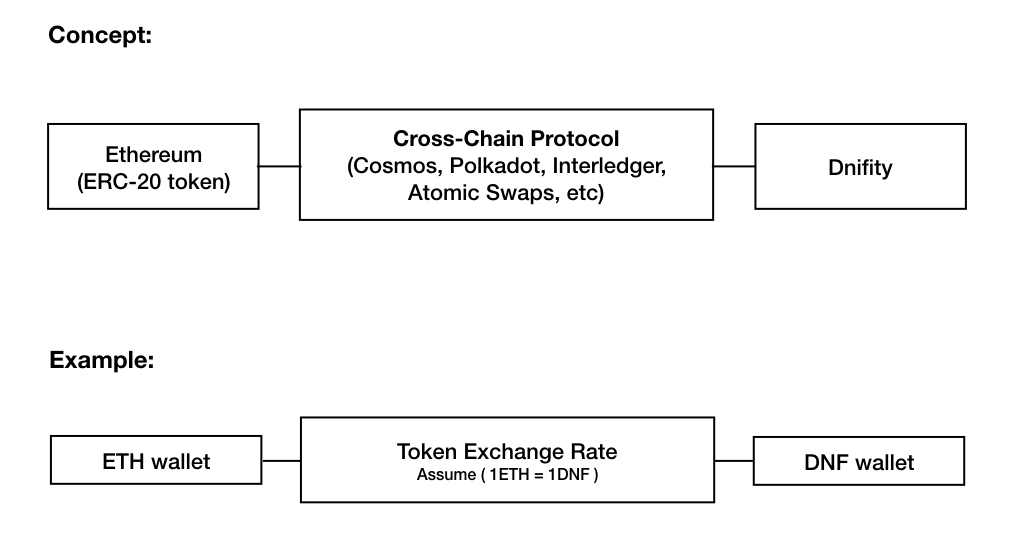 Concept:
Ethereum
(ERC-20 token)
Cross-Chain Protocol
(Cosmos, Polkadot, Interledger,
Atomic Swaps, etc)
Dnifity
Example:
ETH wallet
Token Exchange Rate
Assume ( 1ETH = 1DNF )
DNF wallet